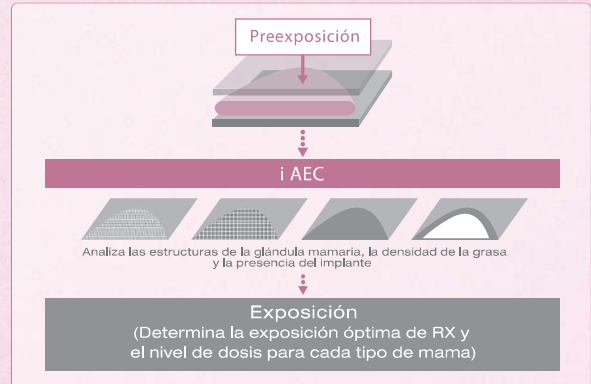 Preexposición
i AEC
Analiza las estructuras de la glándula mamaria, la densidad de la grasa
y la presencia del implante
Exposición
(Determina la exposición óptima de RX y
el nivel de dosis para cada tipo de mama)